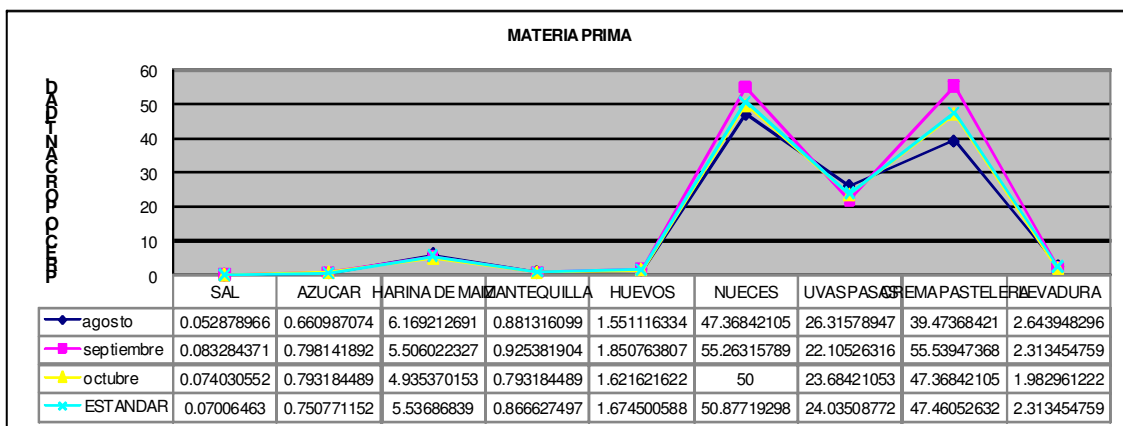 MATERIA PRIMA
PRECIO POR CANTIDAD
60
50
40
30
20
10
0
SAL AZUCAR HARINA DE MAIZ MANTEQUILLA HUEVOS NUECES UVAS PASAS CREMA PASTELERA LEVADURA
agosto 0.052878966 0.660987074 6.169212691 0.881316099 1.551116334 47.36842105 26.31578947 39.47368421 2.643948296
septiembre 0.083284371 0.798141892 5.506022327 0.925381904 1.850763807 55.26315789 22.10526316 55.53947368 2.313454759
octubre 0.074030552 0.793184489 4.935370153 0.793184489 1.621621622 50 23.68421053 47.36842105 1.982961222
ESTANDAR 0.07006463 0.750771152 5.53686839 0.866627497 1.674500588 50.87719298 24.03508772 47.46052632 2.313454759